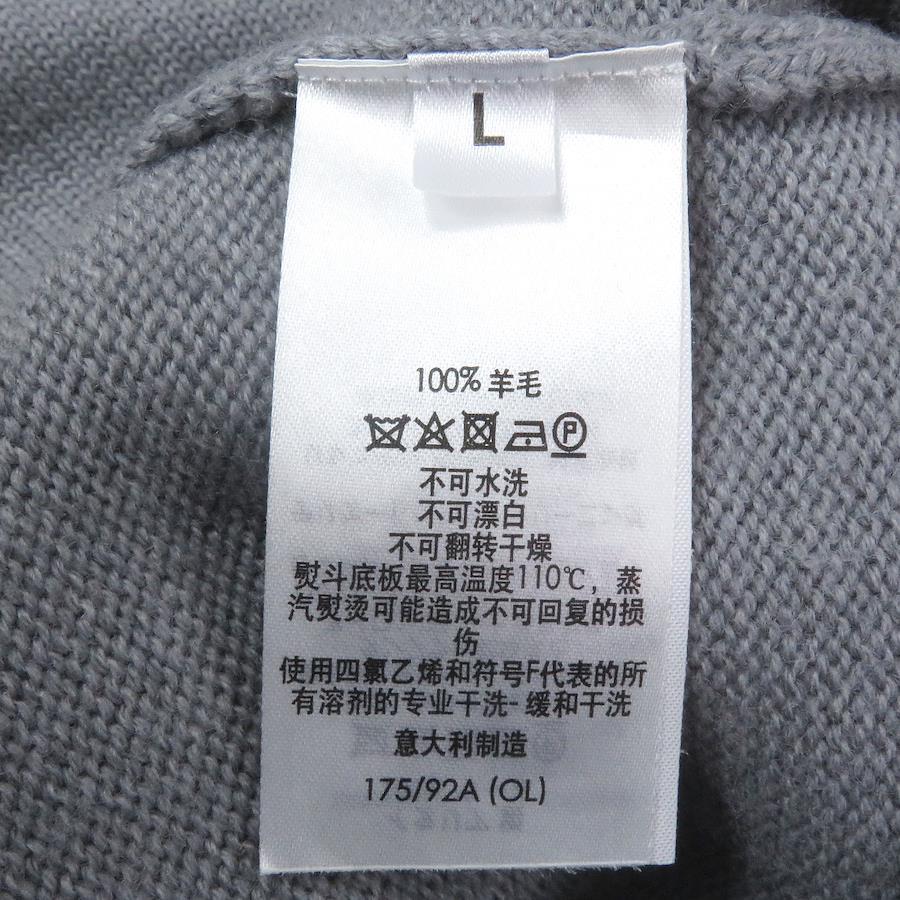 L
100% 羊毛
P
不可水洗
不可漂白
不可翻转干燥
熨斗底板最高温度110℃，蒸
汽熨烫可能造成不可回复的损
伤
使用四氯乙烯和符号F代表的所
有溶剂的专业干洗- 缓和干洗
意大利制造
175/92A (OL)